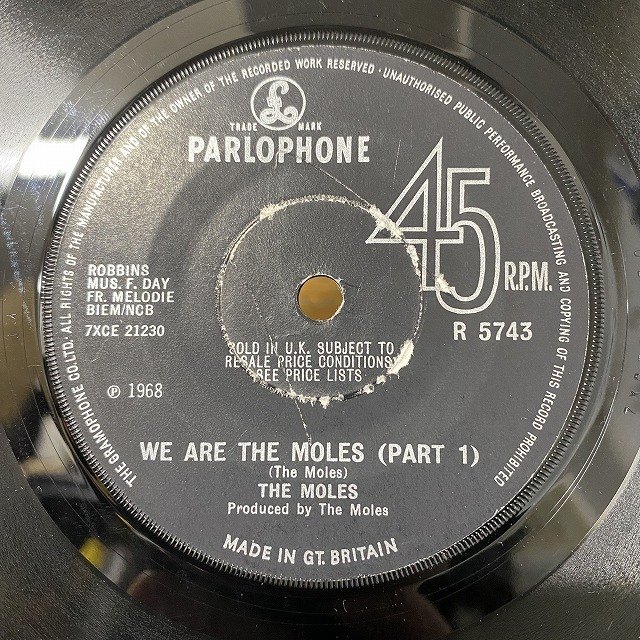 THE GRAMOPHONE CO. LTD. ALL RIGHTS OF THE MANUFACTURER AND OF THE OWNER OF THE RECORDED WORK RESERVED · UNAUTHORISED PUBLIC PERFORMANCE BROADCASTING AND COPYING OF THIS RECORD PROHIBITED
£
TRADE MARK
PARLOPHONE
45
R.P.M.
ROBBINS
MUS. F. DAY
FR. MELODIE
BIEM/NCB
7XCE 21230
R 5743
SOLD IN U.K. SUBJECT TO
RESALE PRICE CONDITIONS
SEE PRICE LISTS
℗ 1968
WE ARE THE MOLES (PART 1)
(The Moles)
THE MOLES
Produced by The Moles
MADE IN GT. BRITAIN